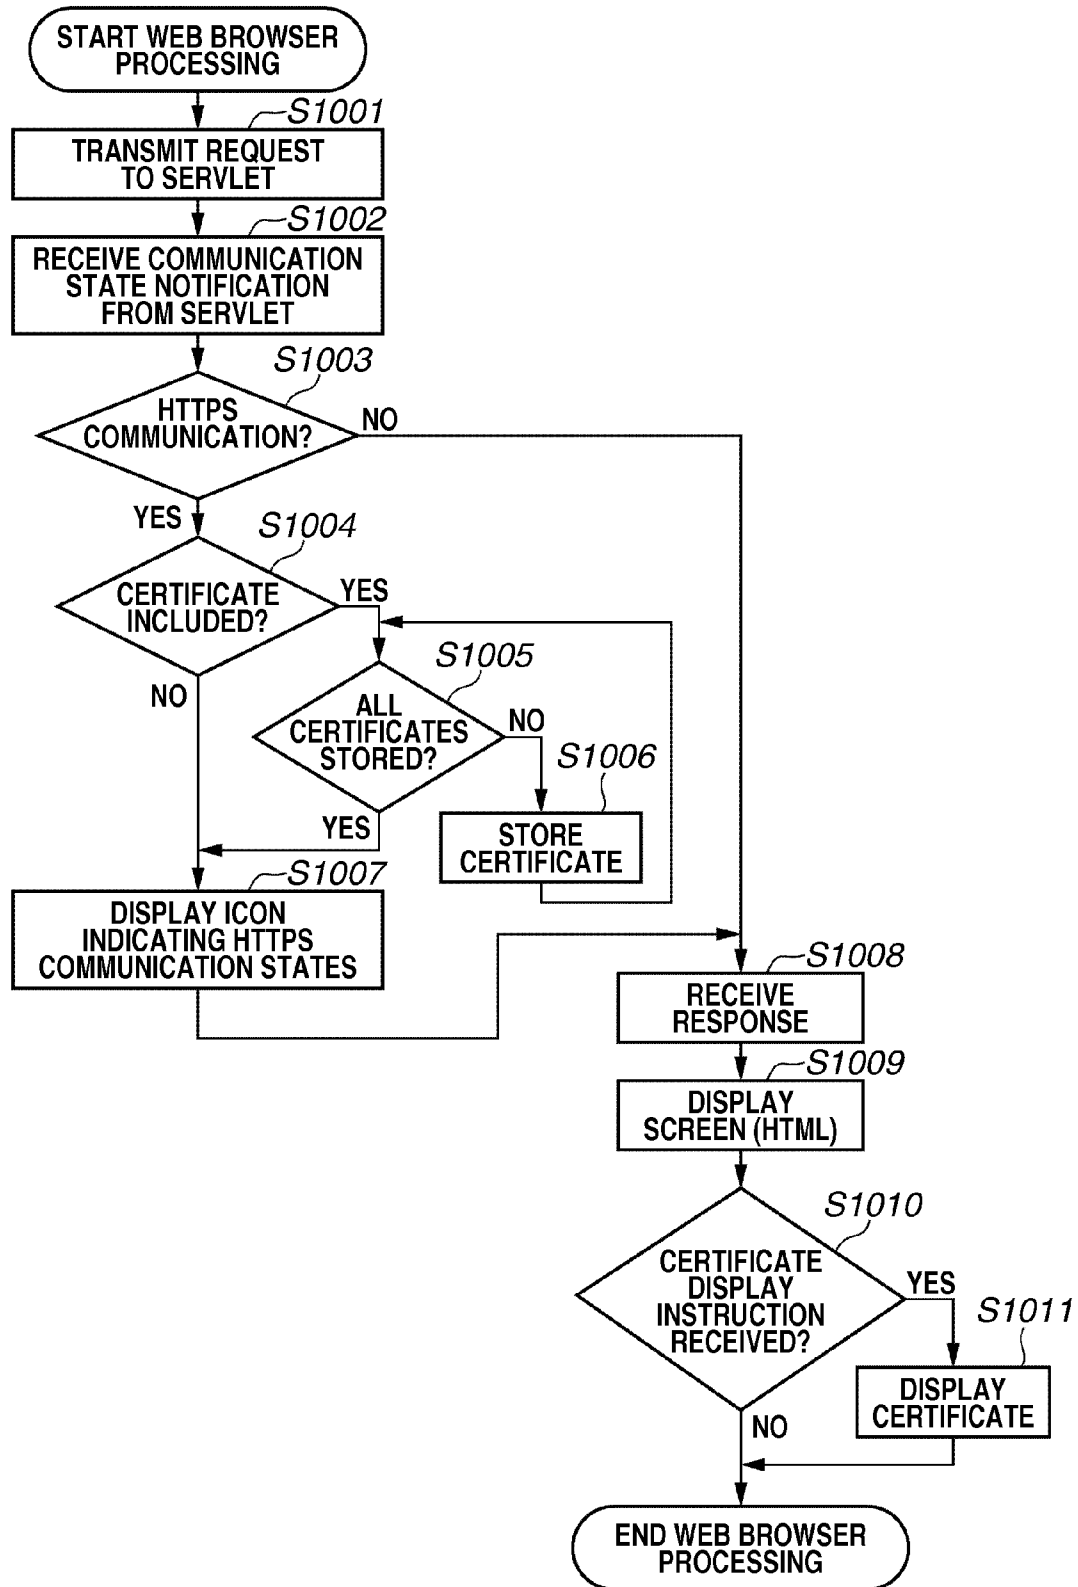 START WEB BROWSER
PROCESSING
S1001
TRANSMIT REQUEST
TO SERVLET
S1002
RECEIVE COMMUNICATION
STATE NOTIFICATION
FROM SERVLET
S1003
HTTPS
COMMUNICATION?
NO
YES
S1004
CERTIFICATE
INCLUDED?
YES
NO
S1005
ALL
CERTIFICATES
STORED?
NO
YES
S1006
STORE
CERTIFICATE
S1007
DISPLAY ICON
INDICATING HTTPS
COMMUNICATION STATES
S1008
RECEIVE
RESPONSE
S1009
DISPLAY
SCREEN (HTML)
S1010
CERTIFICATE
DISPLAY
INSTRUCTION
RECEIVED?
YES
S1011
DISPLAY
CERTIFICATE
NO
END WEB BROWSER
PROCESSING